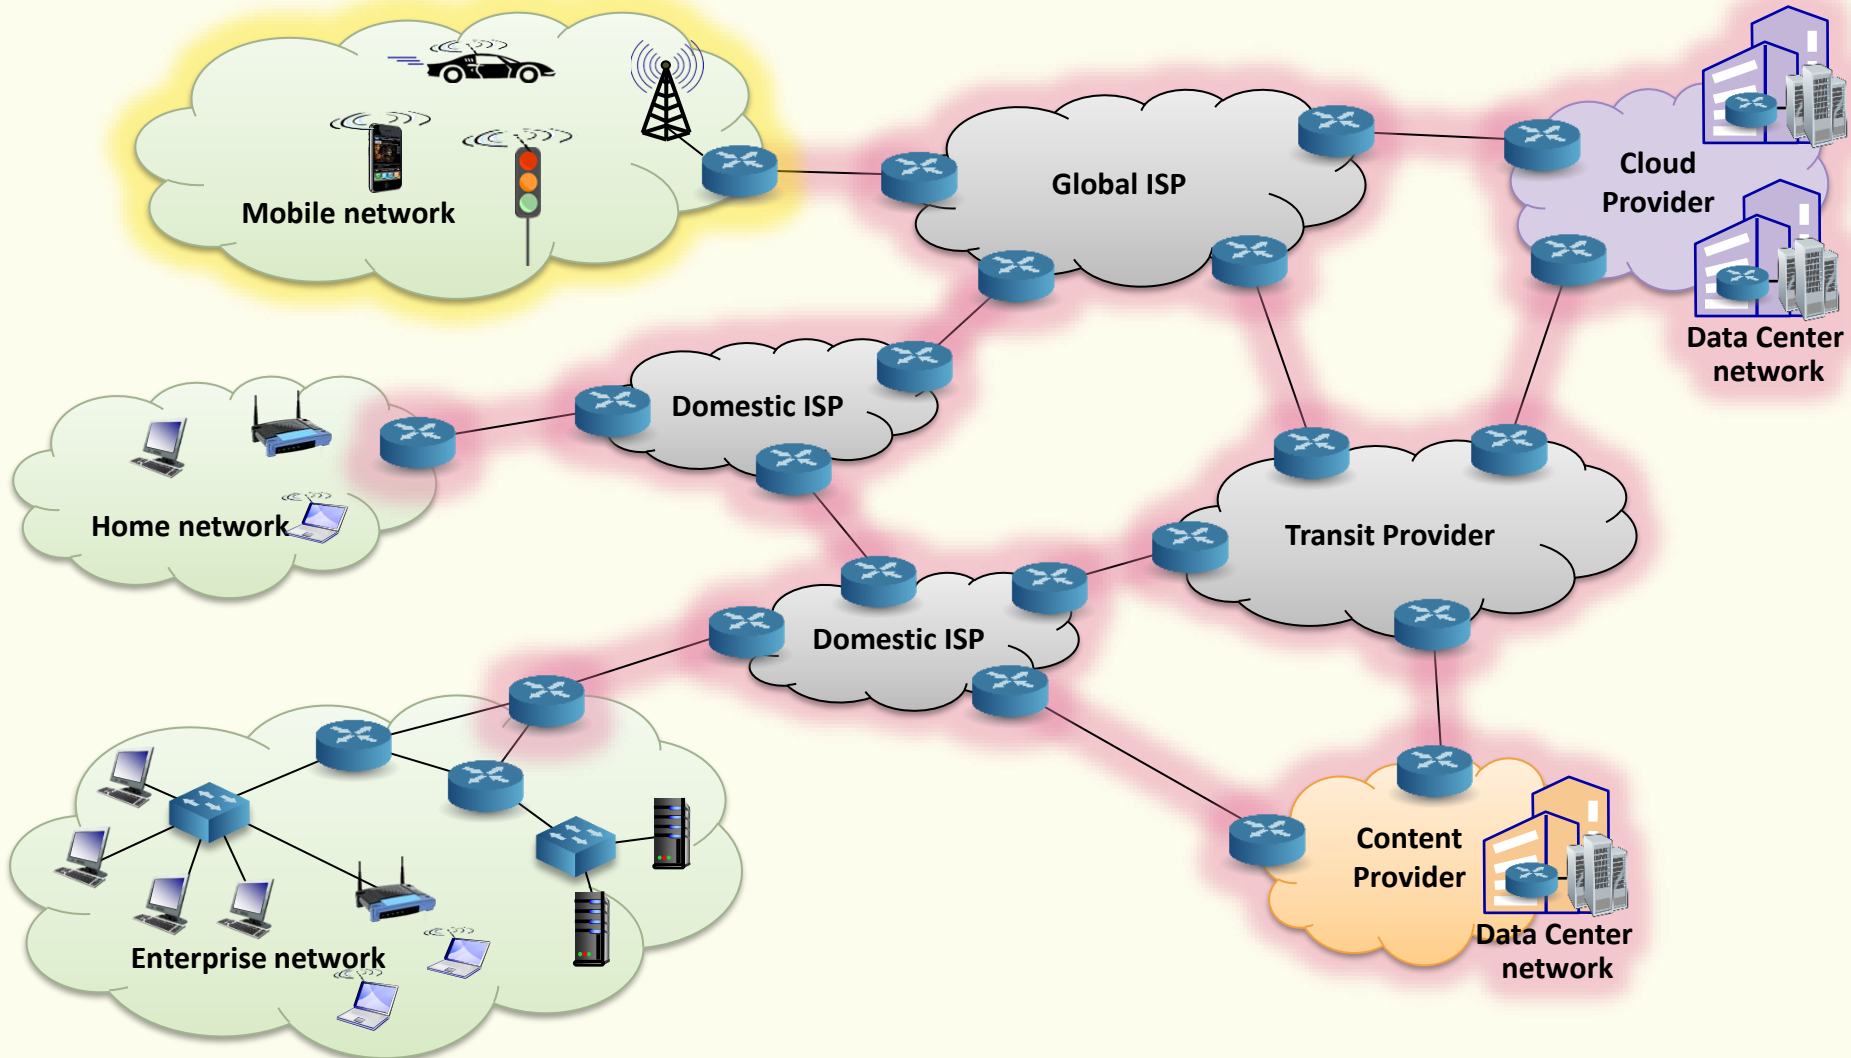 Mobile network
Global ISP
Cloud
Provider
Data Center
network
Domestic ISP
Home network
Transit Provider
Domestic ISP
Content
Provider
Data Center
network
Enterprise network